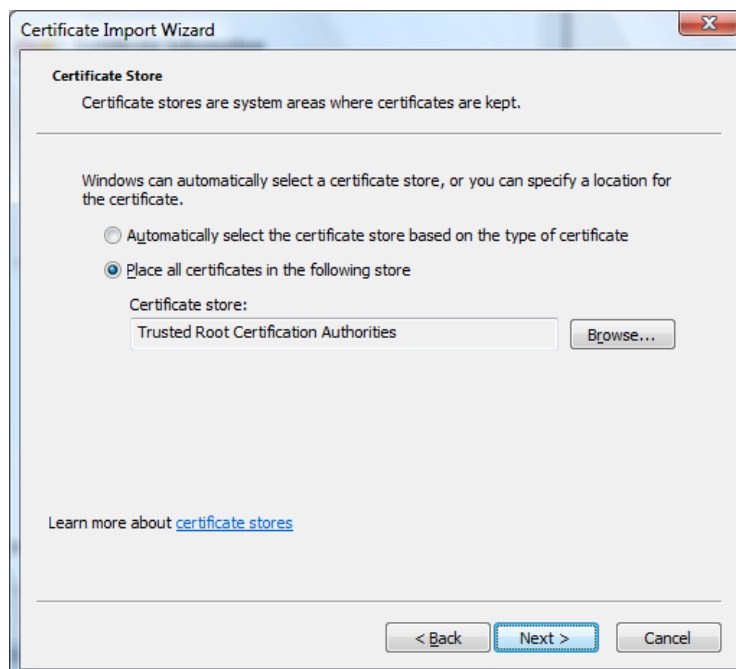 Certificate Import Wizard
Certificate Store
Certificate stores are system areas where certificates are kept.
Windows can automatically select a certificate store, or you can specify a location for
the certificate.
Automatically select the certificate store based on the type of certificate
Place all certificates in the following store
Certificate store:
Trusted Root Certification Authorities
Browse...
Learn more about certificate stores
< Back
Next >
Cancel